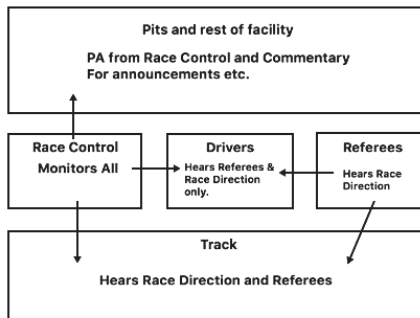 Pits and rest of facility
PA from Race Control and Commentary
For announcements etc.
Race Control
Monitors All
Drivers
Hears Referees &
Race Direction
only.
Referees
Hears Race
Direction
Track
Hears Race Direction and Referees